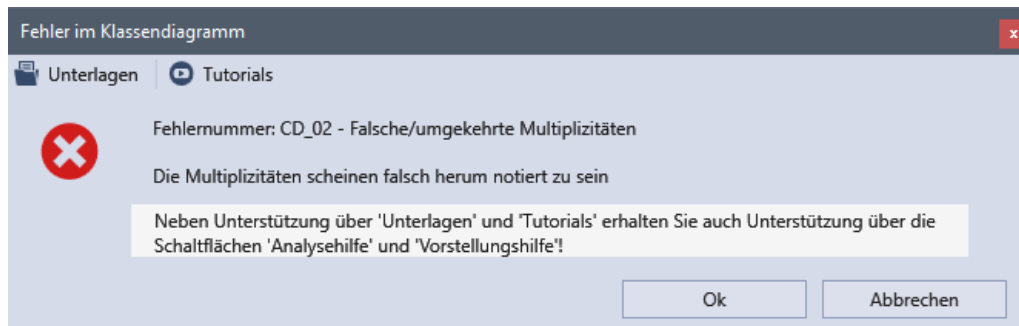 Fehler im Klassendiagramm
x
Unterlagen Tutorials
Fehlernummer: CD_02 - Falsche/umgekehrte Multiplizitäten
Die Multiplizitäten scheinen falsch herum notiert zu sein
Neben Unterstützung über 'Unterlagen' und 'Tutorials' erhalten Sie auch Unterstützung über die
Schaltflächen 'Analysehilfe' und 'Vorstellungshilfe'!
Ok Abbrechen